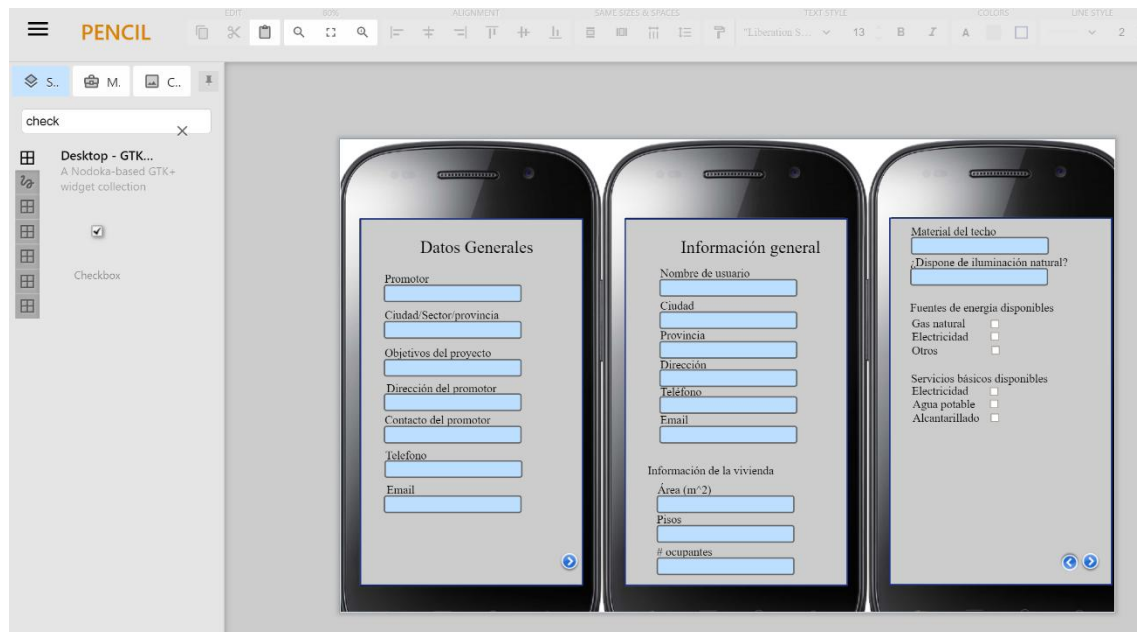 EDIT
80%
ALIGNMENT
SAME SIZES & SPACES
TEXT STYLE
COLORS
LINE STYLE
PENCIL
"Liberation S...
13
B
I
A
2
S..
M.
C..
check
Desktop - GTK...
A Nodoka-based GTK+
widget collection
Checkbox
Datos Generales
Promotor
Ciudad/Sector/provincia
Objetivos del proyecto
Dirección del promotor
Contacto del promotor
Telefono
Email
Información general
Nombre de usuario
Ciudad
Provincia
Dirección
Teléfono
Email
Información de la vivienda
Área (m^2)
Pisos
# ocupantes
Material del techo
¿Dispone de iluminación natural?
Fuentes de energía disponibles
Gas natural
Electricidad
Otros
Servicios básicos disponibles
Electricidad
Agua potable
Alcantarillado